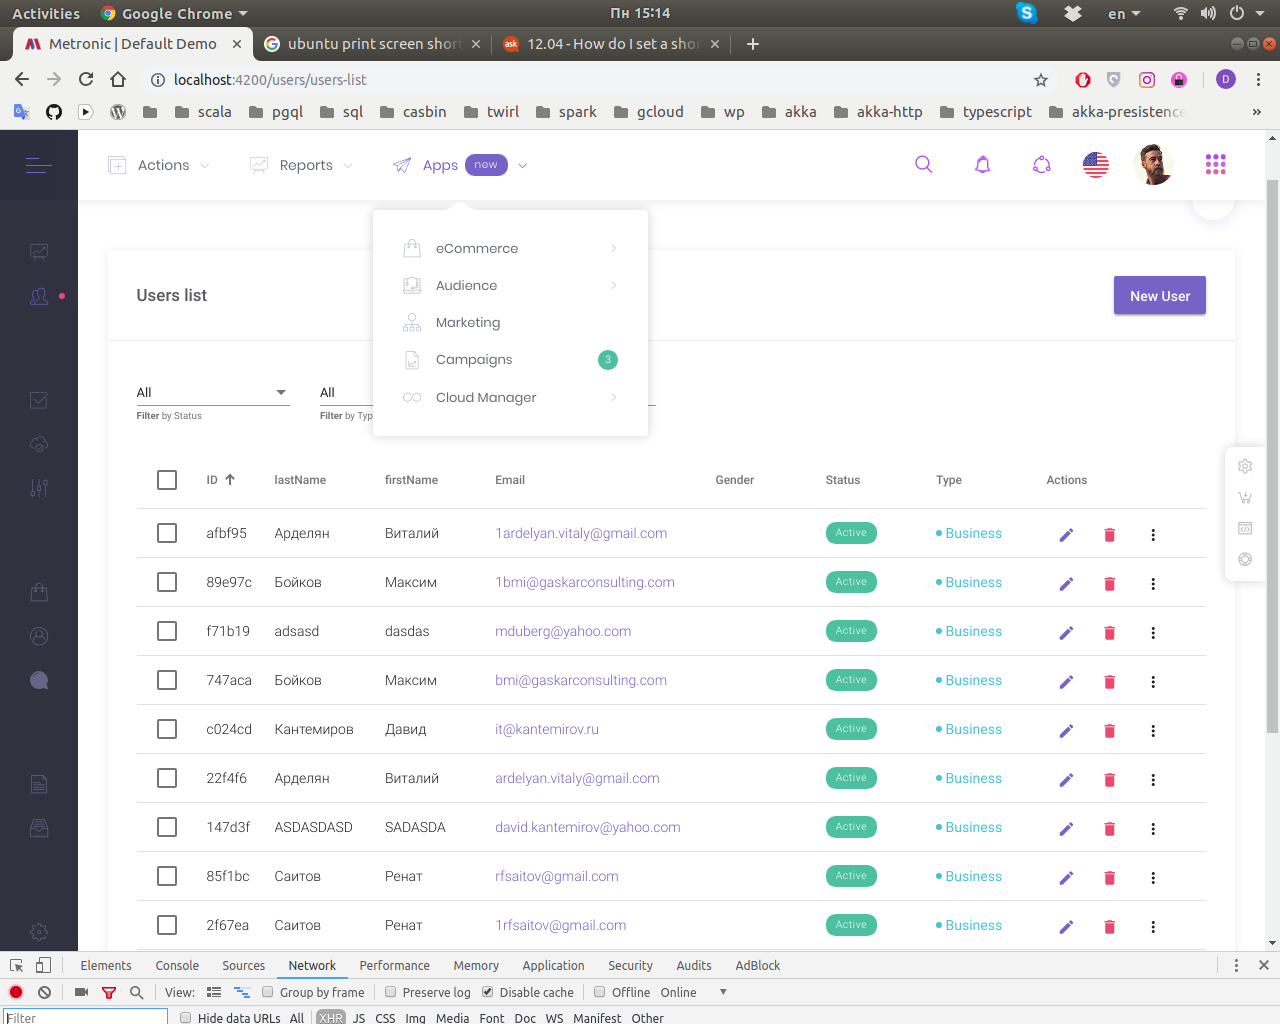 Activities Google Chrome Пн 15:14 en
Metronic | Default Demo ubuntu print screen short 12.04 - How do I set a shor
localhost:4200/users/users-list D
scala pgql sql casbin twirl spark gcloud wp akka akka-http typescript akka-presistence »
Actions Reports Apps new
eCommerce
Audience
Marketing
Campaigns 3
Cloud Manager
Users list New User
All All
Filter by Status Filter by Typ
ID lastName firstName Email Gender Status Type Actions
afbf95 Арделян Виталий 1ardelyan.vitaly@gmail.com Active Business
89e97c Бойков Максим 1bmi@gaskarconsulting.com Active Business
f71b19 adsasd dasdas mduberg@yahoo.com Active Business
747aca Бойков Максим bmi@gaskarconsulting.com Active Business
c024cd Кантемиров Давид it@kantemirov.ru Active Business
22f4f6 Арделян Виталий ardelyan.vitaly@gmail.com Active Business
147d3f ASDASDASD SADASDA david.kantemirov@yahoo.com Active Business
85f1bc Саитов Ренат rfsaitov@gmail.com Active Business
2f67ea Саитов Ренат 1rfsaitov@gmail.com Active Business
Elements Console Sources Network Performance Memory Application Security Audits AdBlock
View: Group by frame Preserve log Disable cache Offline Online
Filter Hide data URLs All XHR JS CSS Img Media Font Doc WS Manifest Other